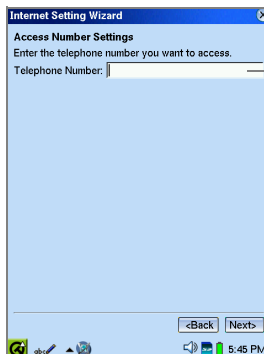 Internet Setting Wizard
Access Number Settings
Enter the telephone number you want to access.
Telephone Number:
<Back Next>
abc 5:45 PM